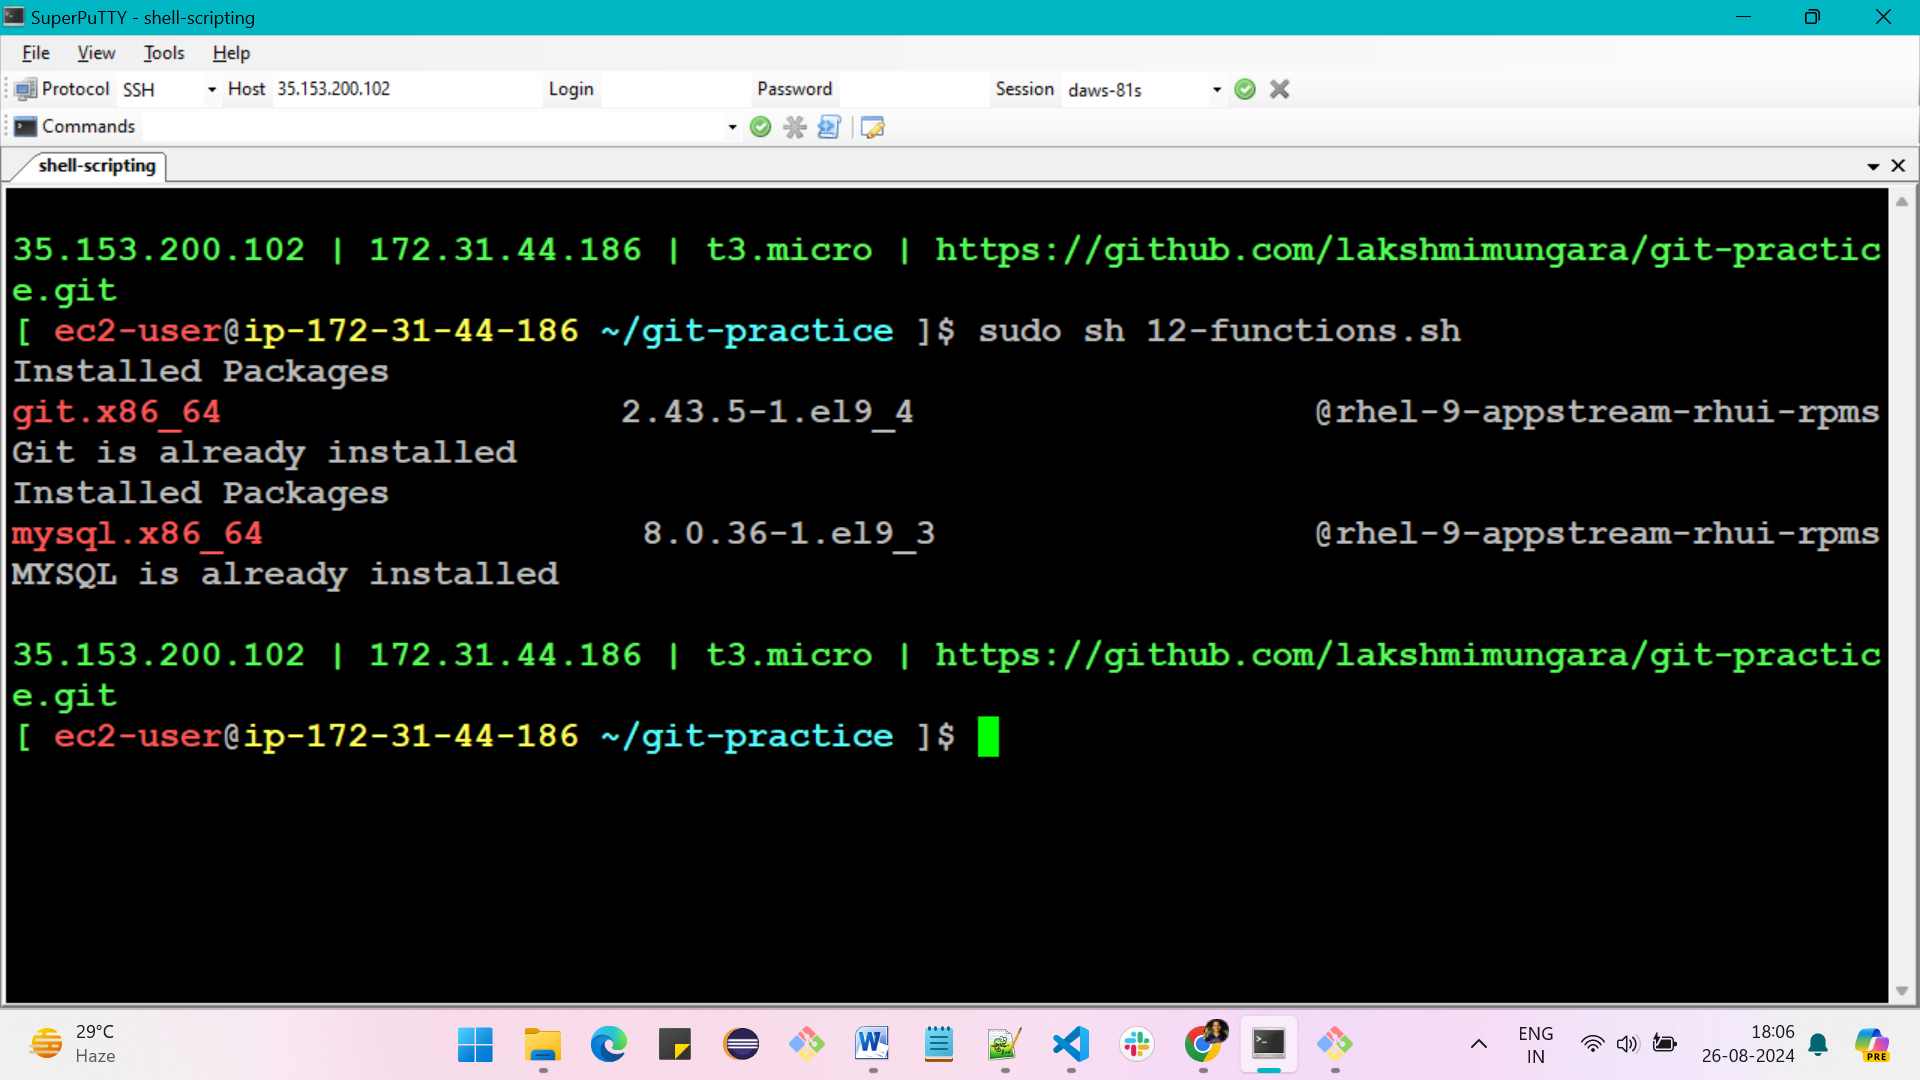 SuperPuTTY - shell-scripting
File View Tools Help
Protocol SSH Host 35.153.200.102 Login Password Session daws-81s
Commands
shell-scripting
35.153.200.102 | 172.31.44.186 | t3.micro | https://github.com/lakshmimungara/git-practic
e.git
[ ec2-user@ip-172-31-44-186 ~/git-practice ]$ sudo sh 12-functions.sh
Installed Packages
git.x86_64 2.43.5-1.el9_4 @rhel-9-appstream-rhui-rpms
Git is already installed
Installed Packages
mysql.x86_64 8.0.36-1.el9_3 @rhel-9-appstream-rhui-rpms
MYSQL is already installed
35.153.200.102 | 172.31.44.186 | t3.micro | https://github.com/lakshmimungara/git-practic
e.git
[ ec2-user@ip-172-31-44-186 ~/git-practice ]$
29°C
Haze
W
ENG
IN
18:06
26-08-2024
PRE